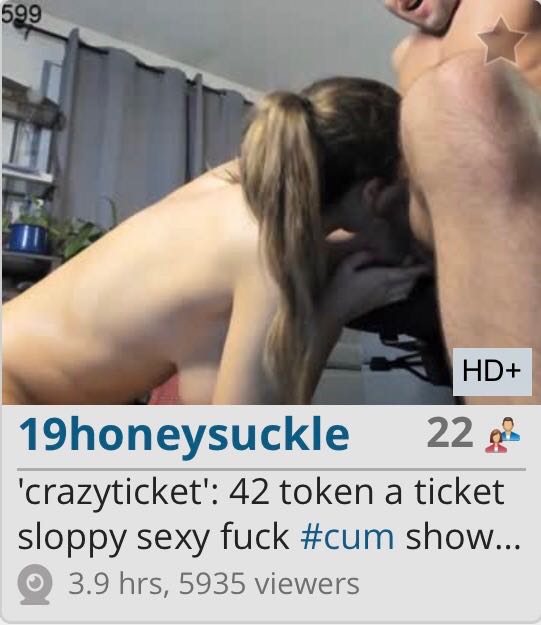 599
HD+
19honeysuckle 22
'crazyticket': 42 token a ticket
sloppy sexy fuck #cum show...
3.9 hrs, 5935 viewers